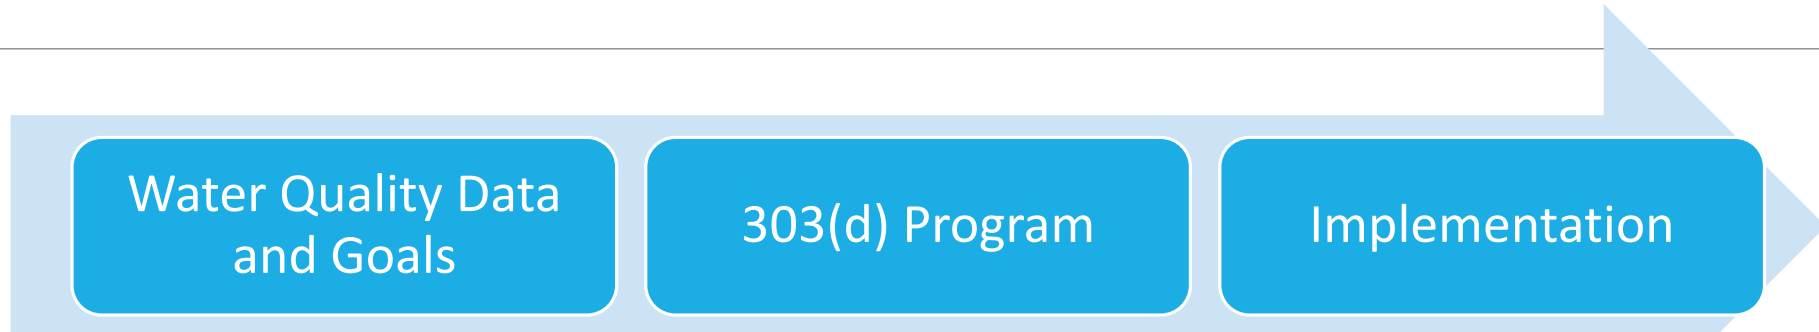 Water Quality Data
and Goals
303(d) Program
Implementation